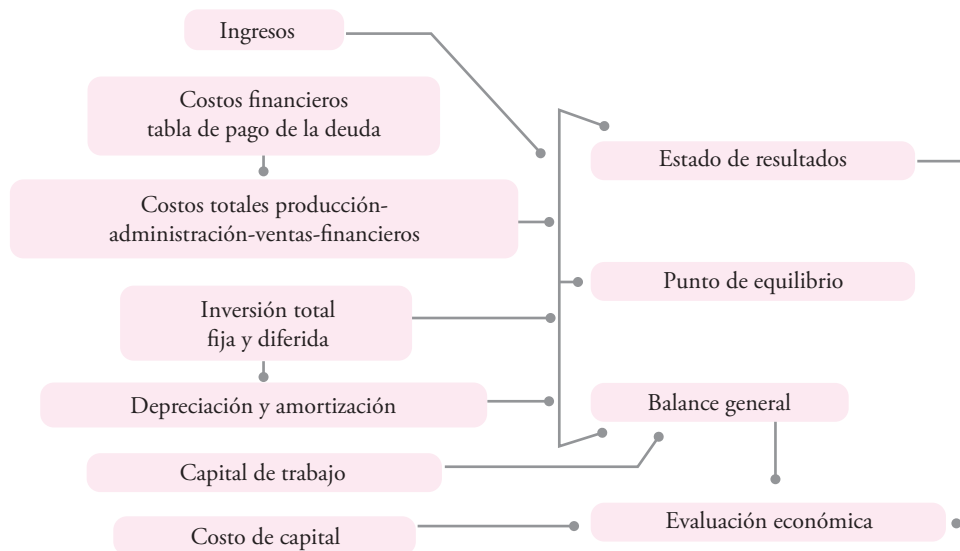 Ingresos
Costos financieros
tabla de pago de la deuda
Estado de resultados
Costos totales producción-
administración-ventas-financieros
Punto de equilibrio
Inversión total
fija y diferida
Depreciación y amortización
Balance general
Capital de trabajo
Evaluación económica
Costo de capital